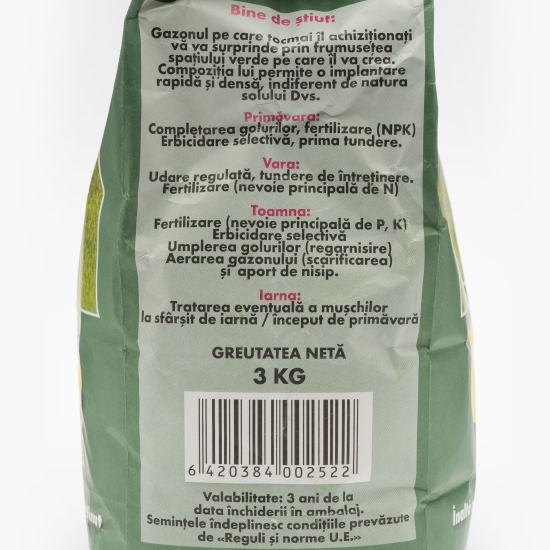 Bine de știut:
Gazonul pe care tocmai îl achiziționați
vă va surprinde prin frumusețea
spațiului verde pe care îl va crea.
Compoziția lui permite o implantare
rapidă și densă, indiferent de natura
solului Dvs.
Primăvara:
Completarea golurilor, fertilizare (NPK)
Erbicidare selectivă, prima tundere.
Vara:
Udare regulată, tundere de întreținere.
Fertilizare (nevoie principală de N)
Toamna:
Fertilizare (nevoie principală de P, K)
Erbicidare selectivă
Umplerea golurilor (regarnisire)
Aerarea gazonului (scarificarea)
și aport de nisip.
Iarna:
Tratarea eventuală a mușchilor
la sfârșit de iarnă / început de primăvară
GREUTATEA NETĂ
3 KG
6 420384 002522
Valabilitate: 3 ani de la
data închiderii în ambalaj.
Semințele îndeplinesc condițiile prevăzute
de «Reguli și norme U.E.»